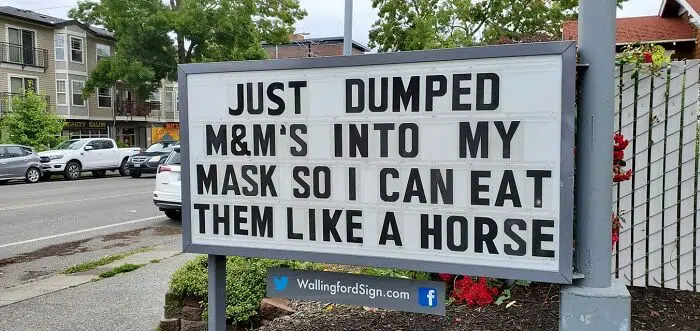 JUST DUMPED
M&M'S INTO MY
MASK SO I CAN EAT
THEM LIKE A HORSE
WallingfordSign.com